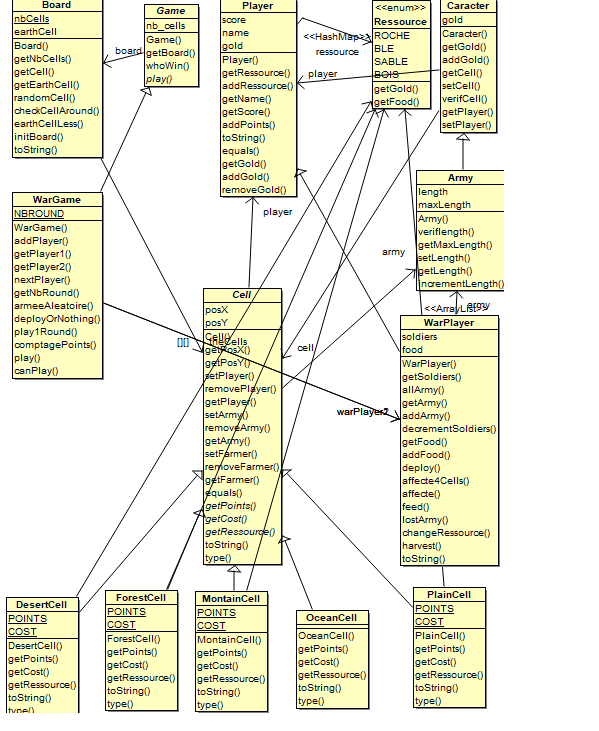 Board
nbCells
earthCell
Board()
getNbCells()
getCell()
getEarthCell()
randomCell()
checkCellAround()
earthCellLess()
initBoard()
toString()
board
Game
nb_cells
Game()
getBoard()
whoWin()
play()
Player
score
name
gold
Player()
getRessource()
addRessource()
getName()
getScore()
addPoints()
toString()
equals()
getGold()
addGold()
removeGold()
<<HashMap>>
ressource
player
<<enum>>
Ressource
ROCHE
BLE
SABLE
BOIS
getGold()
getFood()
Caracter
gold
Caracter()
getGold()
addGold()
getCell()
setCell()
verifCell()
getPlayer()
setPlayer()
Army
length
maxLength
Army()
veriflength()
getMaxLength()
setLength()
getLength()
incrementLength()
WarGame
NBROUND
WarGame()
addPlayer()
getPlayer1()
getPlayer2()
nextPlayer()
getNbRound()
armeeAleatoire()
deployOrNothing()
play1Round()
comptagePoints()
play()
canPlay()
player
army
<<ArrayList>>
army
Cell
posX
posY
Cell()
getPosX()
getPosY()
setPlayer()
removePlayer()
getPlayer()
setArmy()
removeArmy()
getArmy()
setFarmer()
removeFarmer()
getFarmer()
equals()
getPoints()
getCost()
getRessource()
toString()
type()
[][]
theCells
cell
warPlayer2
WarPlayer
soldiers
food
WarPlayer()
getSoldiers()
allArmy()
getArmy()
addArmy()
decrementSoldiers()
getFood()
addFood()
deploy()
affecte4Cells()
affecte()
feed()
lostArmy()
changeRessource()
harvest()
toString()
DesertCell
POINTS
COST
DesertCell()
getPoints()
getCost()
getRessource()
toString()
type()
ForestCell
POINTS
COST
ForestCell()
getPoints()
getCost()
getRessource()
toString()
type()
MontainCell
POINTS
COST
MontainCell()
getPoints()
getCost()
getRessource()
toString()
type()
OceanCell
OceanCell()
getPoints()
getCost()
getRessource()
toString()
type()
PlainCell
POINTS
COST
PlainCell()
getPoints()
getCost()
getRessource()
toString()
type()